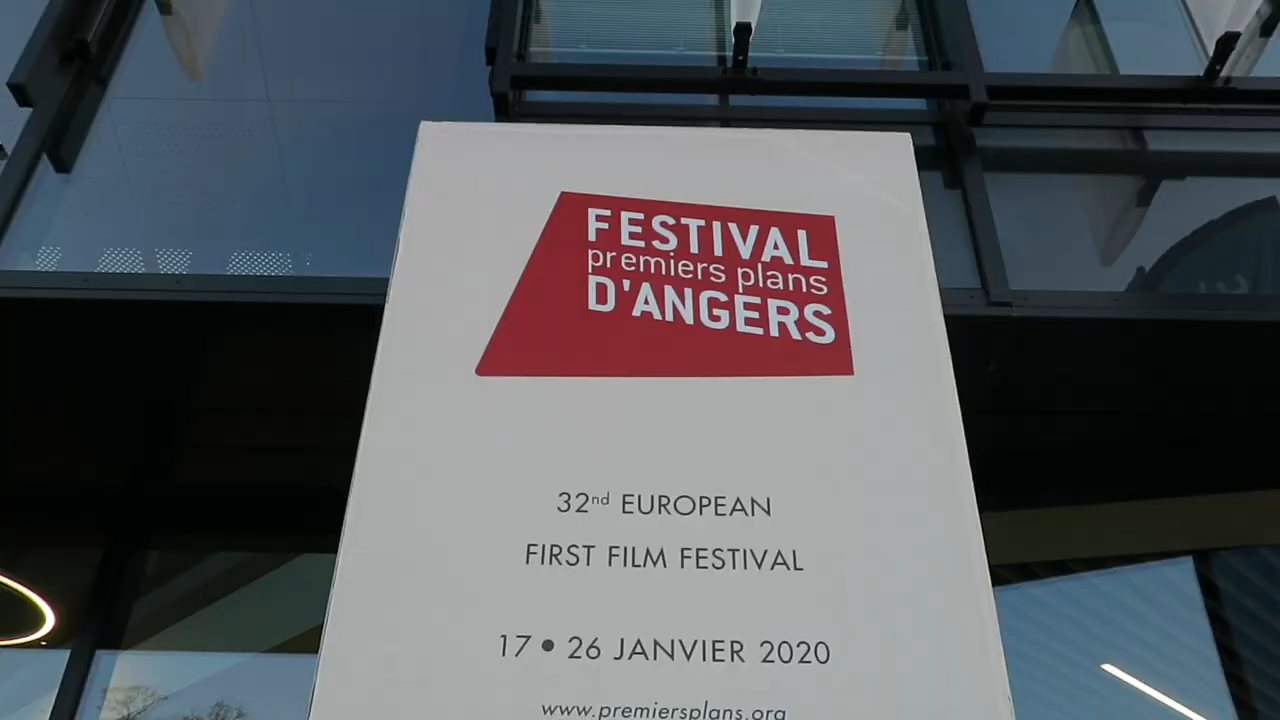 FESTIVAL
premiers plans
D'ANGERS
32nd EUROPEAN
FIRST FILM FESTIVAL
17 • 26 JANVIER 2020
www.premiersplans.org